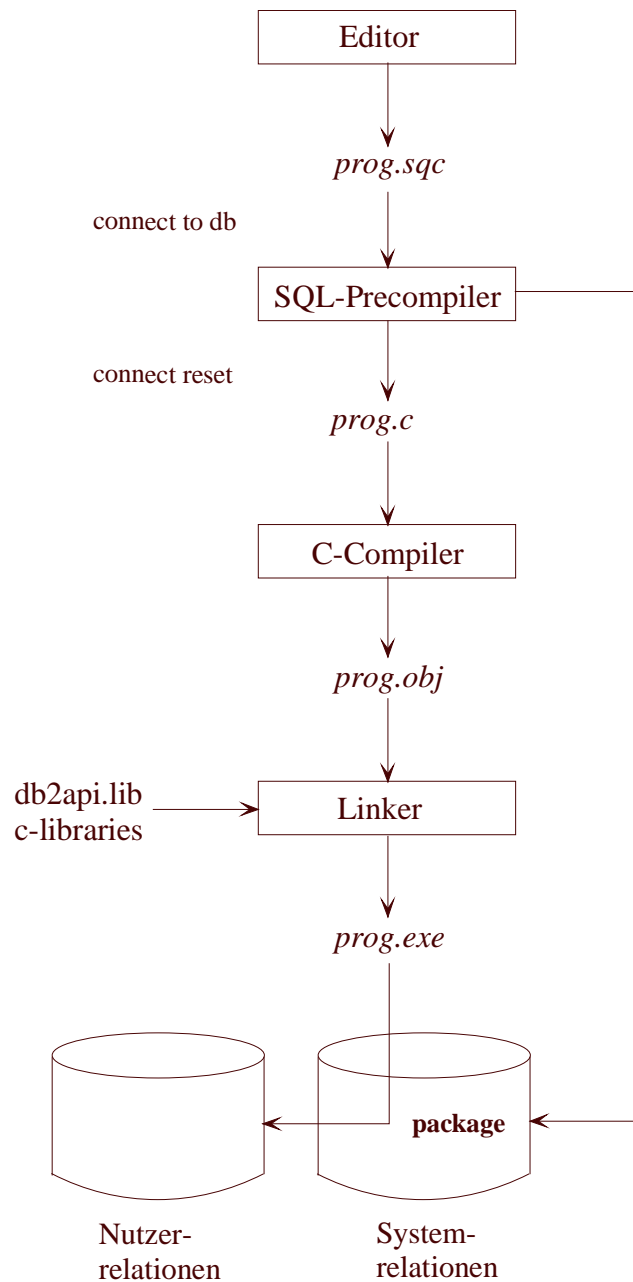 Editor
prog.sqc
connect to db
SQL-Precompiler
connect reset
prog.c
C-Compiler
prog.obj
db2api.lib
c-libraries
Linker
prog.exe
package
Nutzer-
relationen
System-
relationen